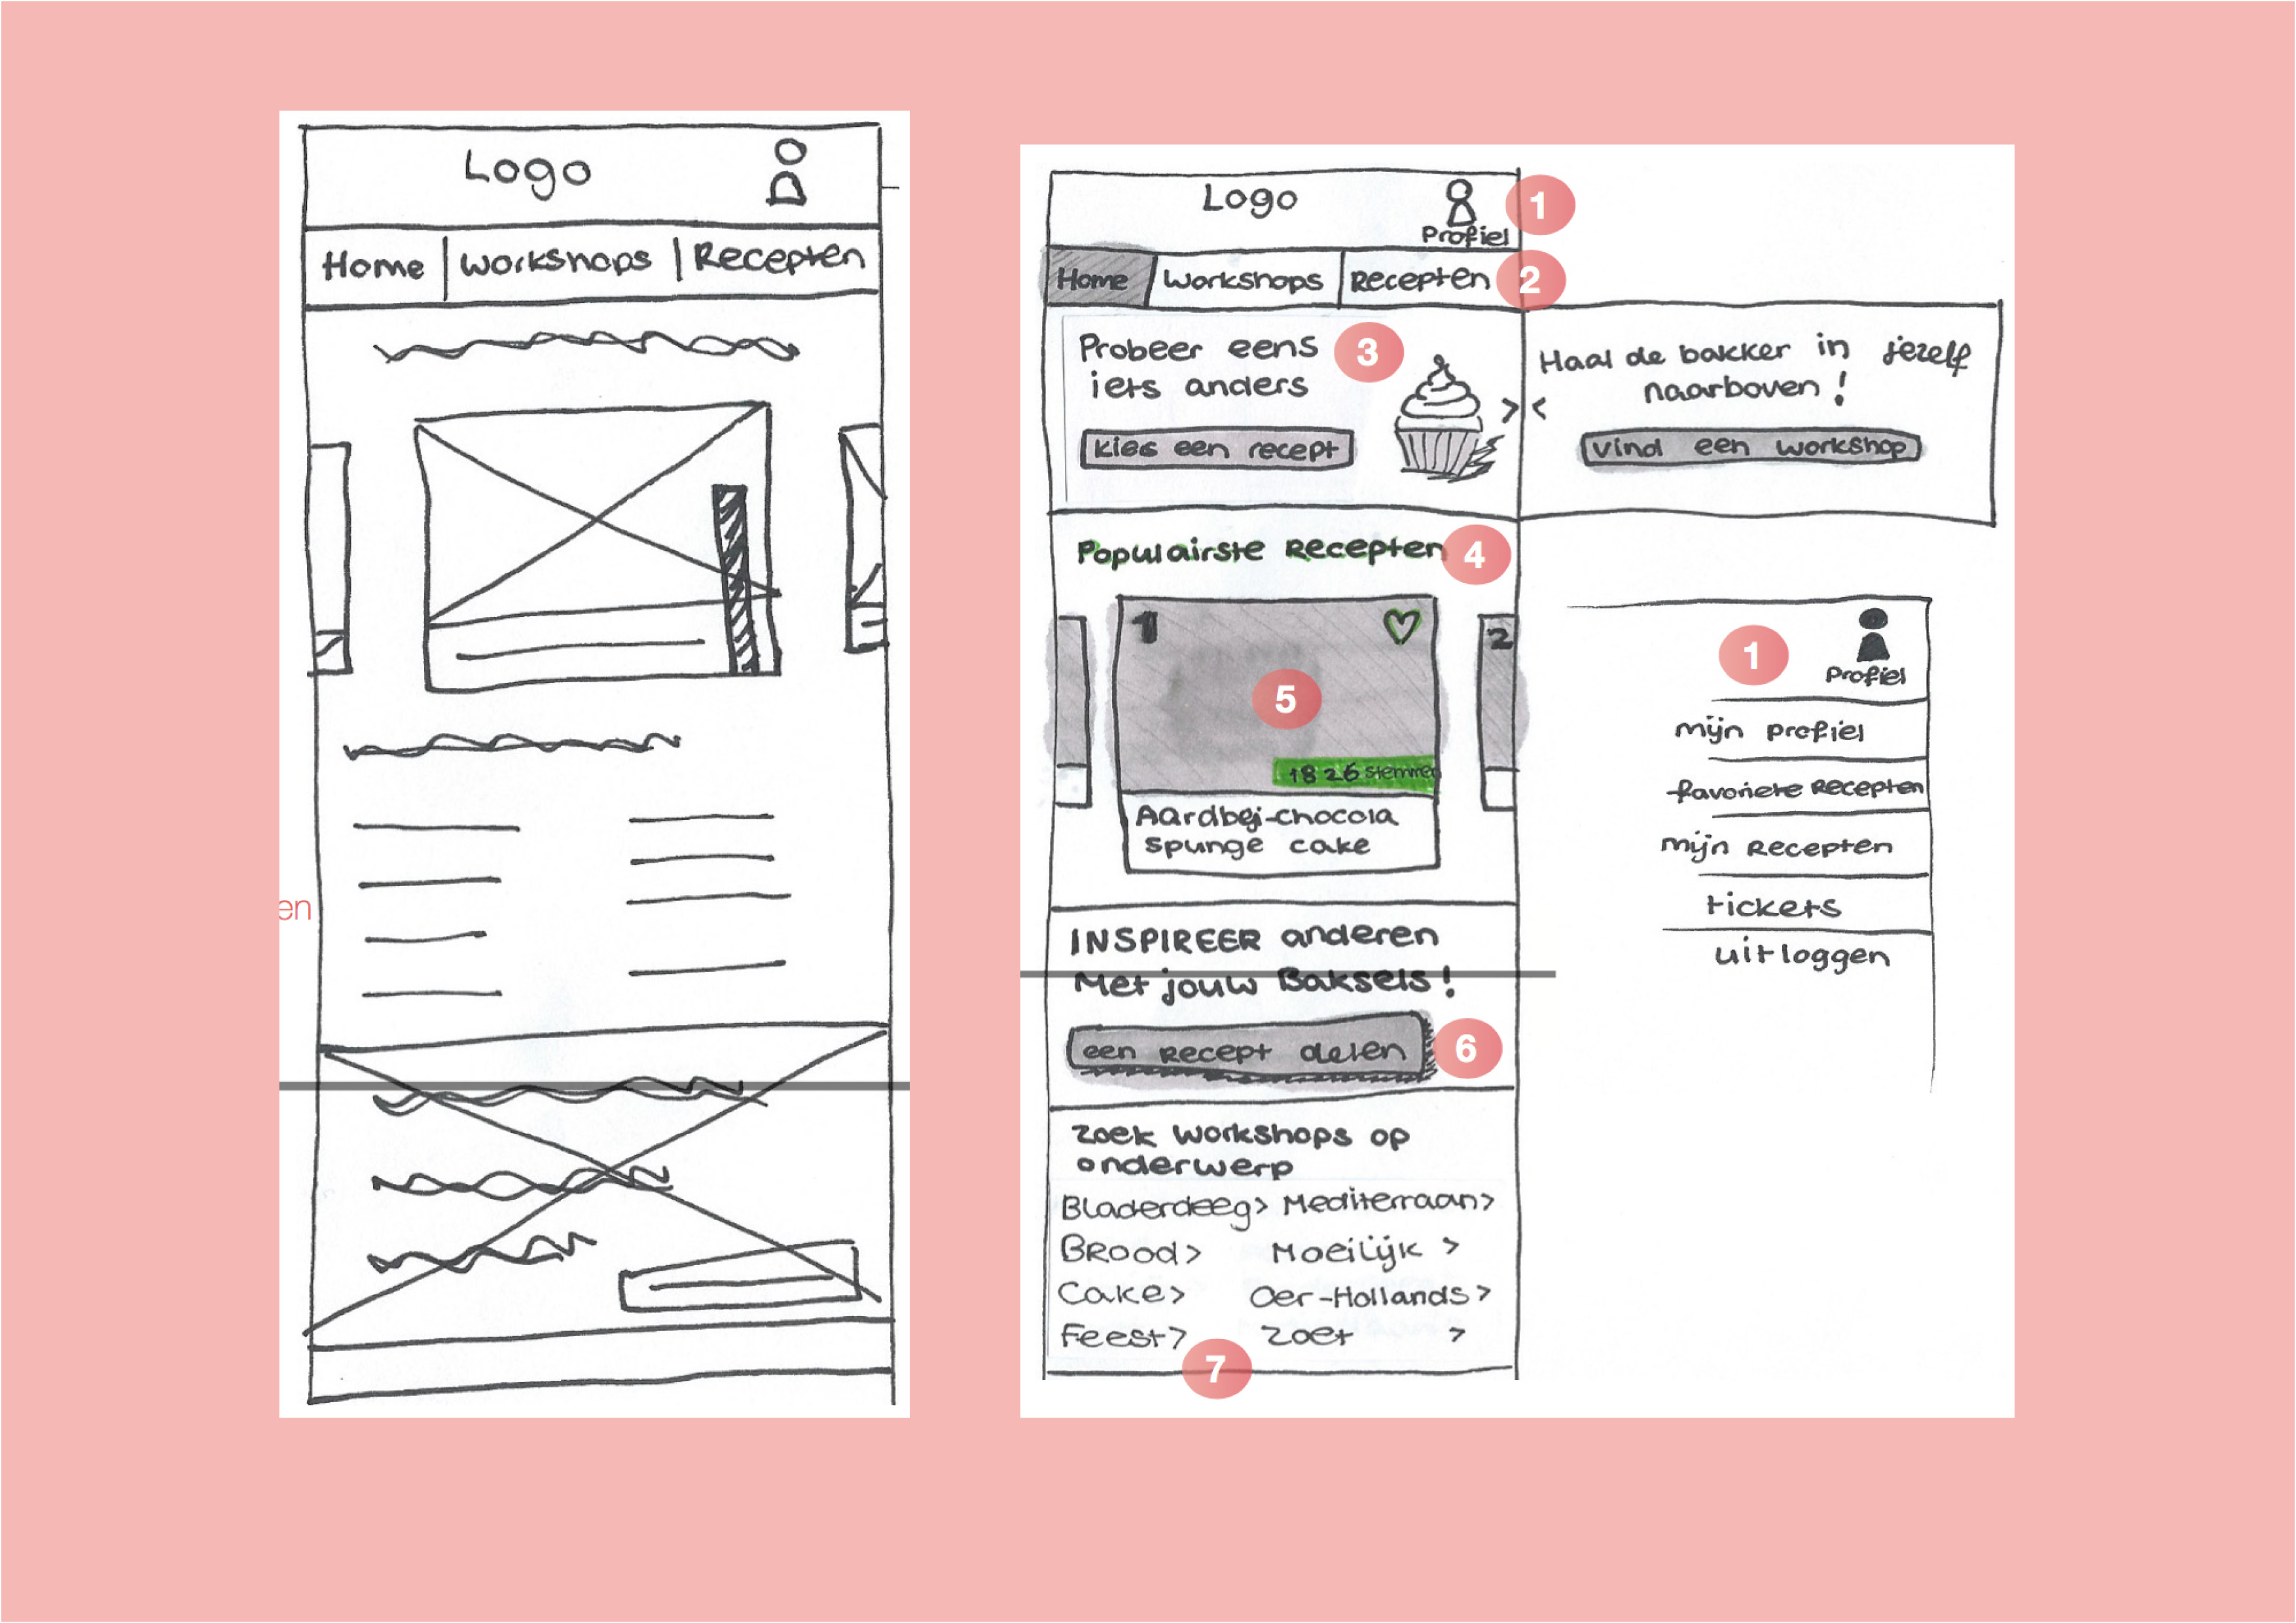 Logo
Home
Workshops
Recepten
en
Logo
1
Profiel
Home
Workshops
Recepten
2
Probeer eens
iets anders
3
kies een recept
>
<
Haal de bakker in jezelf
naarboven!
Vind een workshop
Populairste Recepten
4
1
2
5
1826 stemmen
Aardbei-chocola
spunge cake
INSPIREER anderen
Met jouw Baksels!
een Recept delen
6
Zoek workshops op
onderwerp
Bladerdeeg> Mediterraan>
Brood> Moeilijk >
Cake> Oer-Hollands>
Feest> Zoet >
7
1
Profiel
mijn profiel
favoriete Recepten
mijn Recepten
tickets
uitloggen